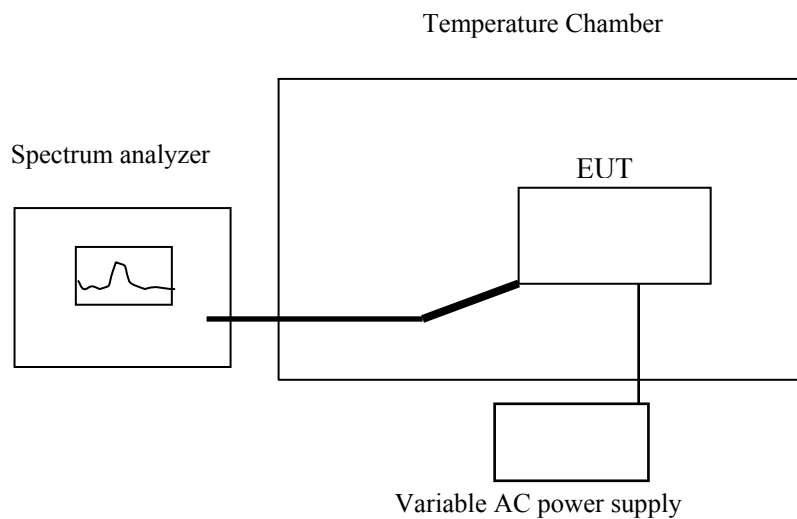 Temperature Chamber
Spectrum analyzer
EUT
Variable AC power supply